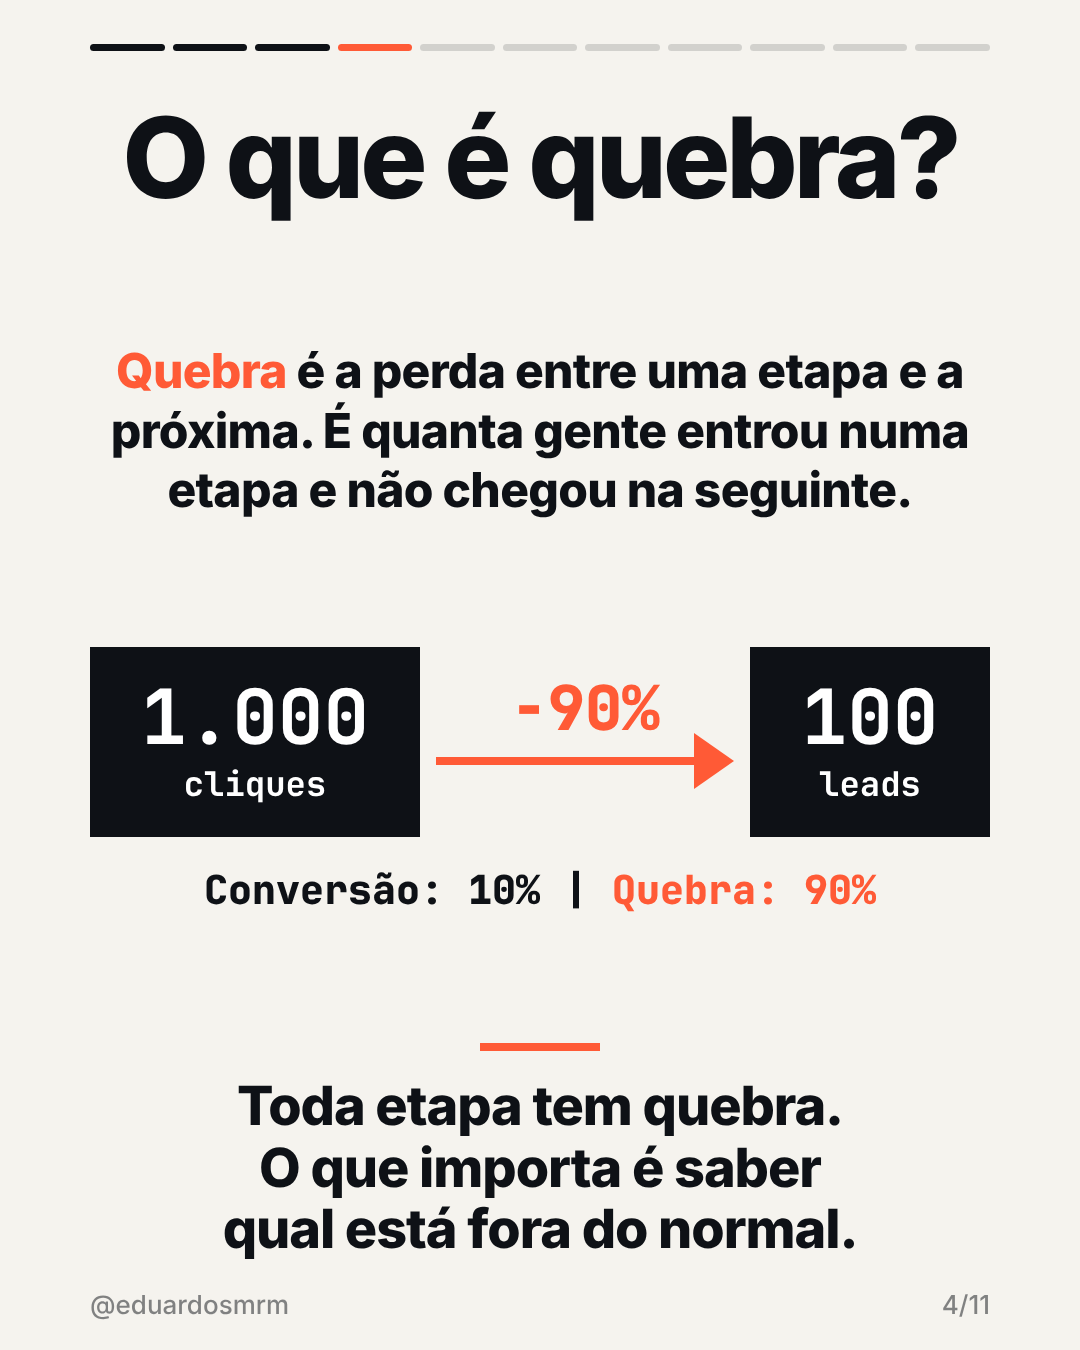 O que é quebra?
Quebra é a perda entre uma etapa e a
próxima. É quanta gente entrou numa
etapa e não chegou na seguinte.
1.000
cliques
-90%
100
leads
Conversão: 10% | Quebra: 90%
Toda etapa tem quebra.
O que importa é saber
qual está fora do normal.
@eduardosmrm
4/11